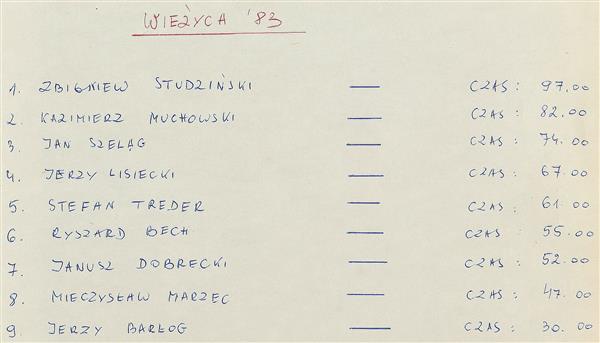 WIEŻYCA '83
1. ZBIGNIEW STUDZIŃSKI — CZAS: 97.00
2. KAZIMIERZ MUCHOWSKI — CZAS: 82.00
3. JAN SZELĄG — CZAS: 74.00
4. JERZY LISIECKI — CZAS: 67.00
5. STEFAN TREDER — CZAS: 61.00
6. RYSZARD BECH — CZAS: 55.00
7. JANUSZ DOBRECKI — CZAS: 52.00
8. MIECZYSŁAW MARZEC — CZAS: 47.00
9. JERZY BARŁOG — CZAS: 30.00